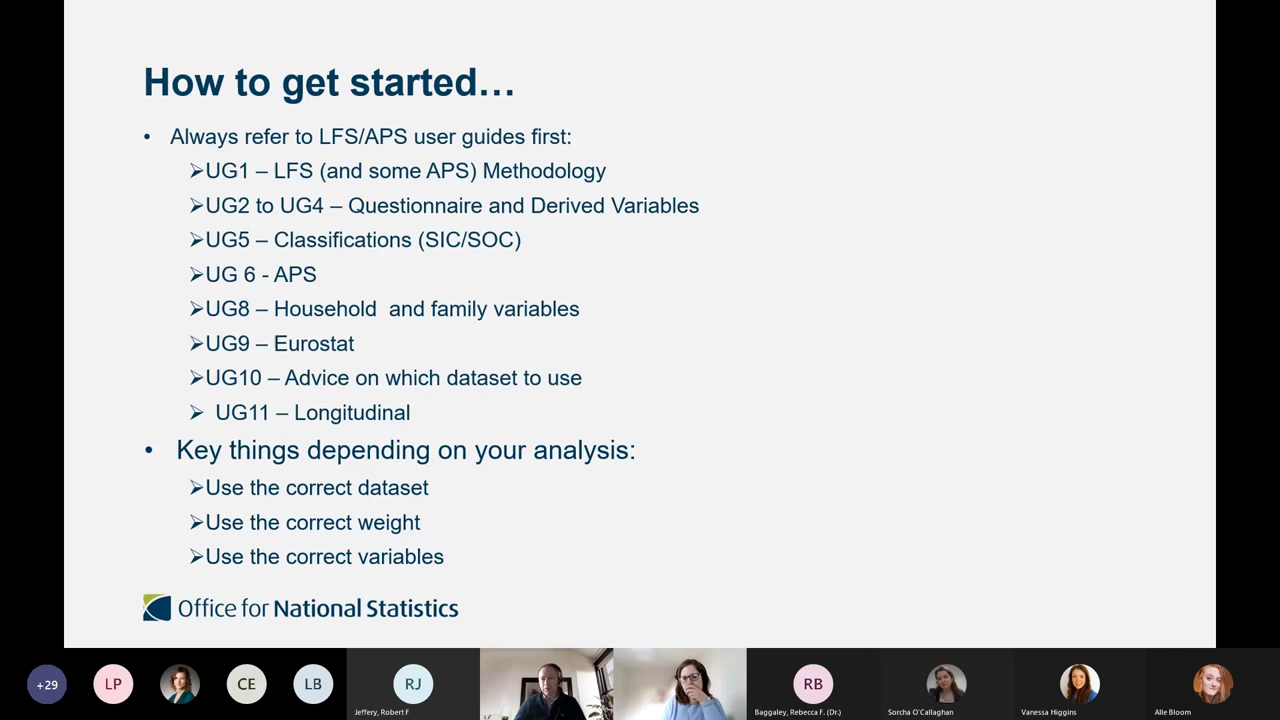 How to get started…
• Always refer to LFS/APS user guides first:
➢UG1 – LFS (and some APS) Methodology
➢UG2 to UG4 – Questionnaire and Derived Variables
➢UG5 – Classifications (SIC/SOC)
➢UG 6 - APS
➢UG8 – Household  and family variables
➢UG9 – Eurostat
➢UG10 – Advice on which dataset to use
➢ UG11 – Longitudinal
• Key things depending on your analysis:
➢Use the correct dataset
➢Use the correct weight
➢Use the correct variables
Office for National Statistics
+29 LP CE LB RJ RB
Jeffery, Robert F Baggaley, Rebecca F. (Dr.) Sorcha O'Callaghan Vanessa Higgins Alle Bloom